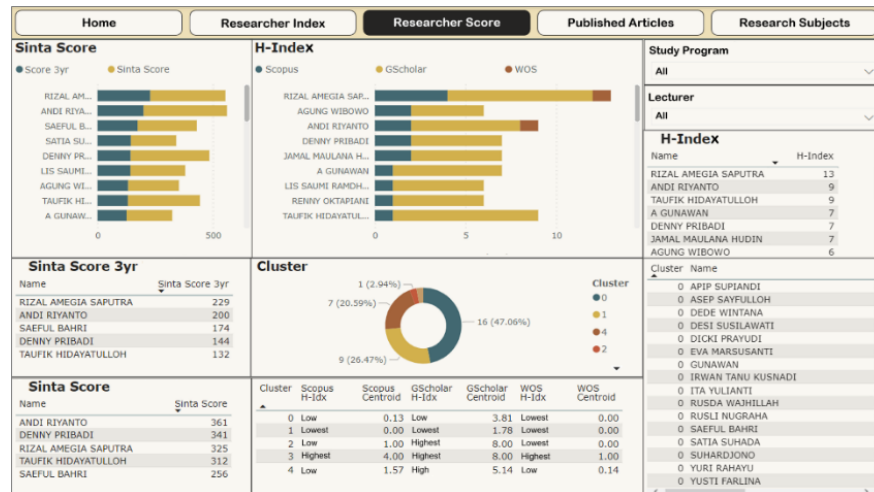 Home Researcher Index Researcher Score Published Articles Research Subjects
Sinta Score
Score 3yr Sinta Score
RIZAL AM...
ANDI RIYA...
SAEFUL B...
SATIA SU...
DENNY PR...
LIS SAUMI...
AGUNG WI...
TAUFIK HI...
A GUNAW...
0 500
H-Index
Scopus GScholar WOS
RIZAL AMEGIA SAP...
AGUNG WIBOWO
ANDI RIYANTO
DENNY PRIBADI
JAMAL MAULANA H...
A GUNAWAN
LIS SAUMI RAMDH...
RENNY OKTAPIANI
TAUFIK HIDAYATUL...
0 5 10
Study Program
All
Lecturer
All
H-Index
Name H-Index
RIZAL AMEGIA SAPUTRA 13
ANDI RIYANTO 9
TAUFIK HIDAYATULLOH 9
A GUNAWAN 7
DENNY PRIBADI 7
JAMAL MAULANA HUDIN 7
AGUNG WIBOWO 6
Sinta Score 3yr
Name Sinta Score 3yr
RIZAL AMEGIA SAPUTRA 229
ANDI RIYANTO 200
SAEFUL BAHRI 174
DENNY PRIBADI 144
TAUFIK HIDAYATULLOH 132
Cluster
1 (2.94%)
7 (20.59%)
16 (47.06%)
9 (26.47%)
Cluster
0
1
4
2
Cluster Name
0 APIP SUPIANDI
0 ASEP SAYFULLOH
0 DEDE WINTANA
0 DESI SUSILAWATI
0 DICKI PRAYUDI
0 EVA MARSUSANTI
0 GUNAWAN
0 IRWAN TANU KUSNADI
0 ITA YULIANTI
0 RUSDA WAJHILLAH
0 RUSLI NUGRAHA
0 SAEFUL BAHRI
0 SATIA SUHADA
0 SUHARDJONO
0 YURI RAHAYU
0 YUSTI FARLINA
Sinta Score
Name Sinta Score
ANDI RIYANTO 361
DENNY PRIBADI 341
RIZAL AMEGIA SAPUTRA 325
TAUFIK HIDAYATULLOH 312
SAEFUL BAHRI 256
Cluster Scopus H-Idx Scopus Centroid GScholar H-Idx GScholar Centroid WOS H-Idx WOS Centroid
0 Low 0.13 Low 3.81 Lowest 0.00
1 Lowest 0.00 Lowest 1.78 Lowest 0.00
2 Low 1.00 Highest 8.00 Lowest 0.00
3 Highest 4.00 Highest 8.00 Highest 1.00
4 Low 1.57 High 5.14 Low 0.14